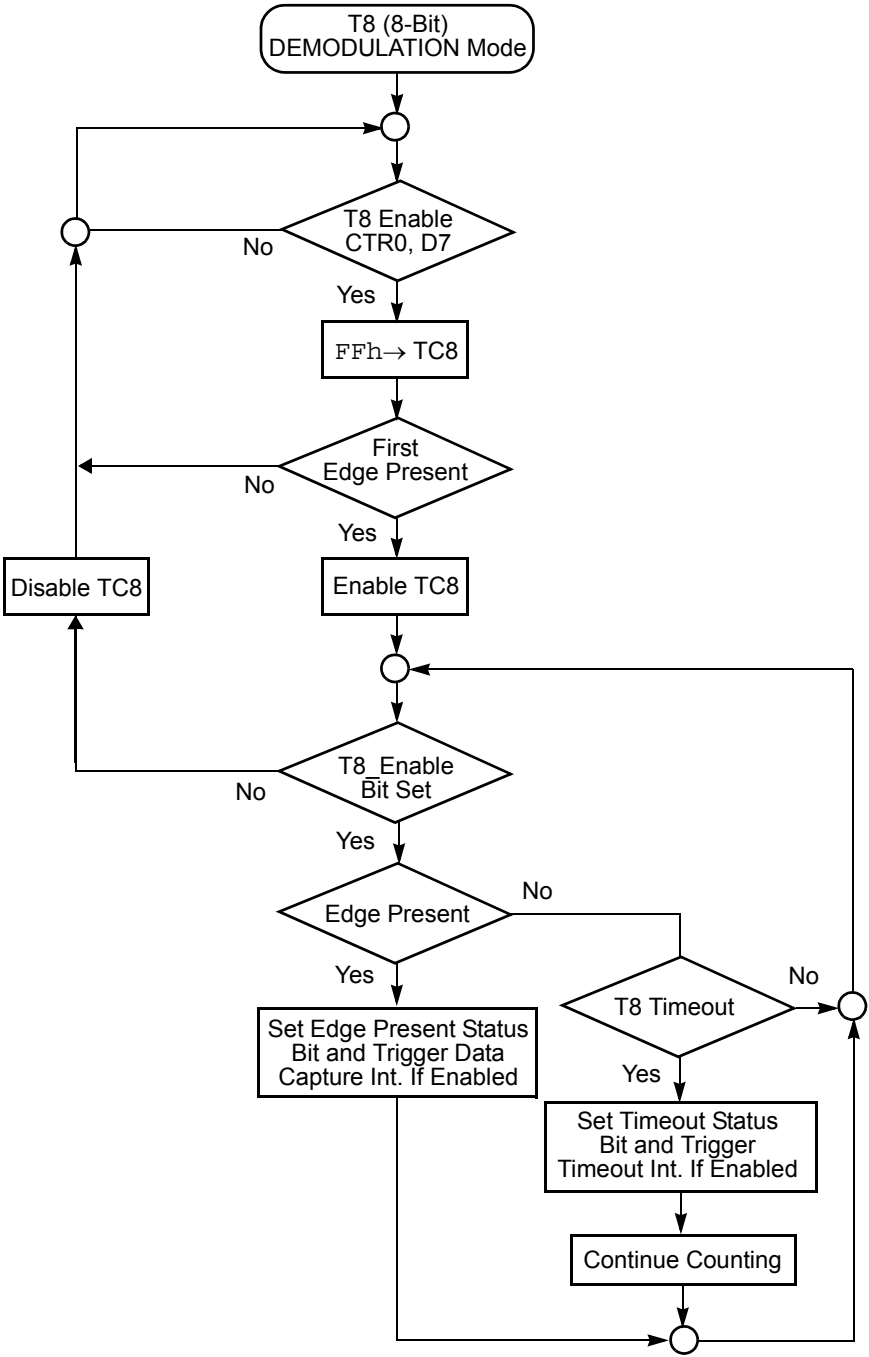 T8 (8-Bit)
DEMODULATION Mode
T8 Enable
CTR0, D7
No
Yes
FFh→ TC8
First
Edge Present
No
Yes
Disable TC8
Enable TC8
T8_Enable
Bit Set
No
Yes
Edge Present
No
Yes
T8 Timeout
No
Set Edge Present Status
Bit and Trigger Data
Capture Int. If Enabled
Yes
Set Timeout Status
Bit and Trigger
Timeout Int. If Enabled
Continue Counting